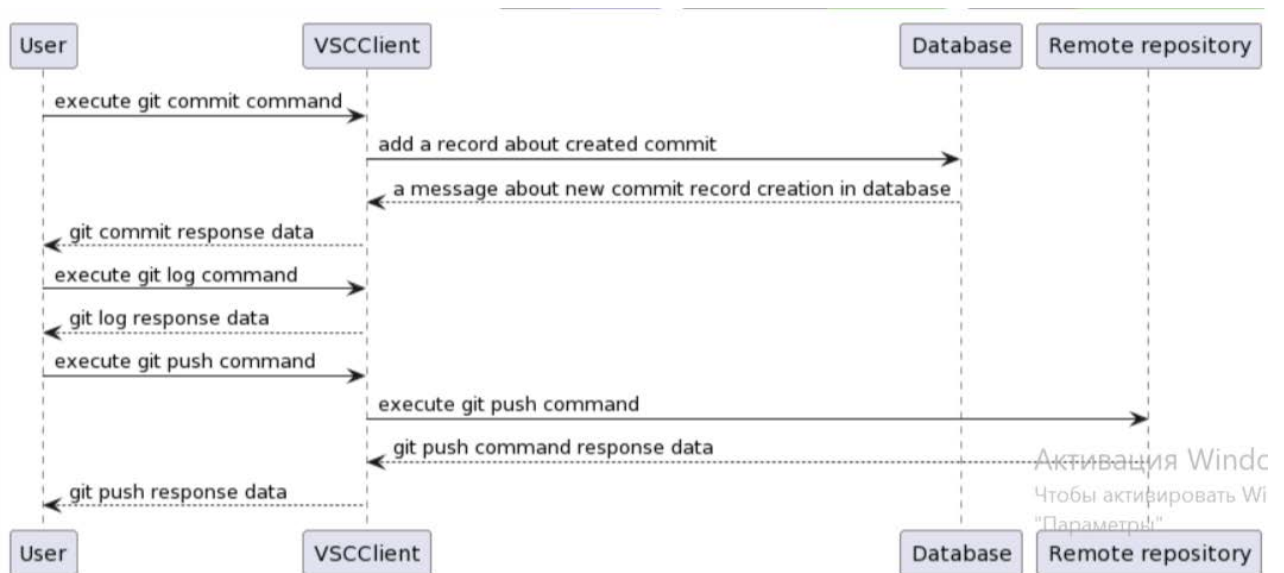 User VSCClient Database Remote repository
execute git commit command
add a record about created commit
a message about new commit record creation in database
git commit response data
execute git log command
git log response data
execute git push command
execute git push command
git push command response data
Активация Windo
git push response data
Чтобы активировать Wi
"Параметры"
User VSCClient Database Remote repository